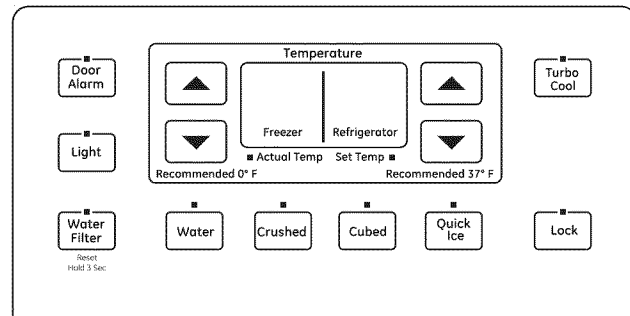 Temperature
Door
Alarm
Turbo
Cool
Freezer
Refrigerator
Light
Actual Temp
Set Temp
Recommended 0° F
Recommended 37° F
Water
Filter
Reset
Hold 3 Sec
Water
Crushed
Cubed
Quick
Ice
Lock